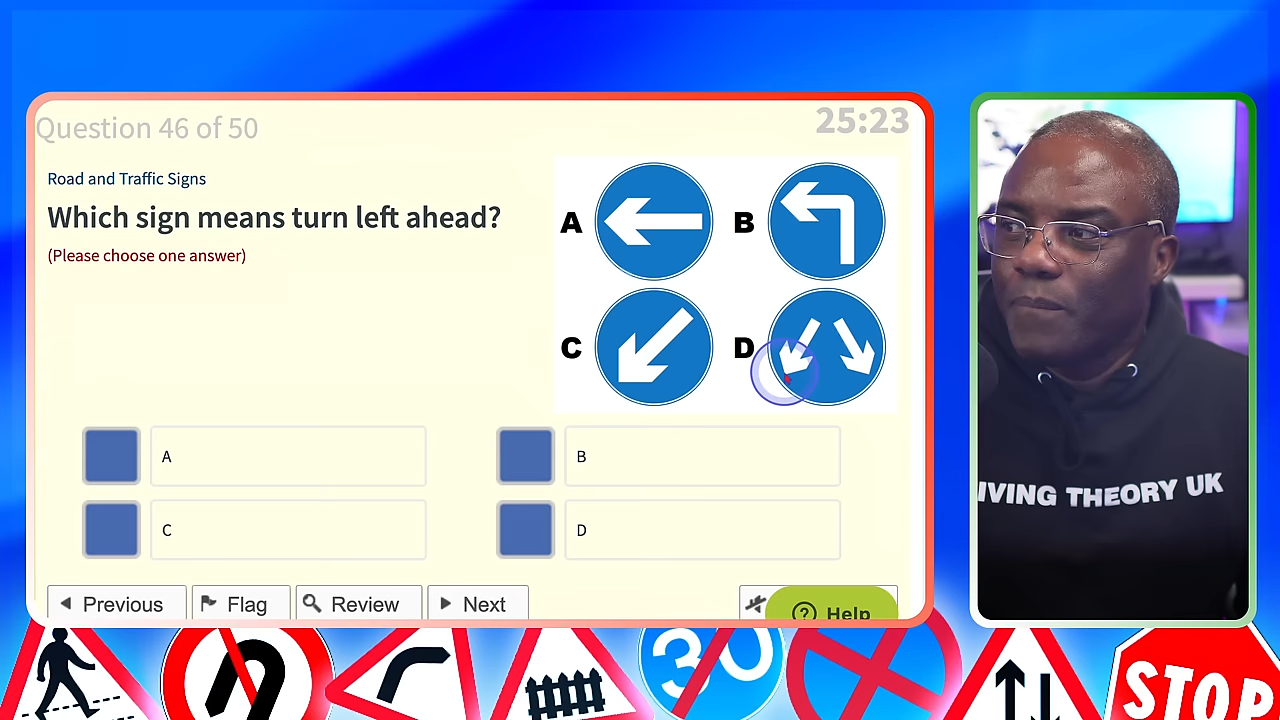 Question 46 of 50
25:23
Road and Traffic Signs
Which sign means turn left ahead?
(Please choose one answer)
A
B
C
D
A
B
C
D
Previous
Flag
Review
Next
Help
IVING THEORY UK
30
STOP